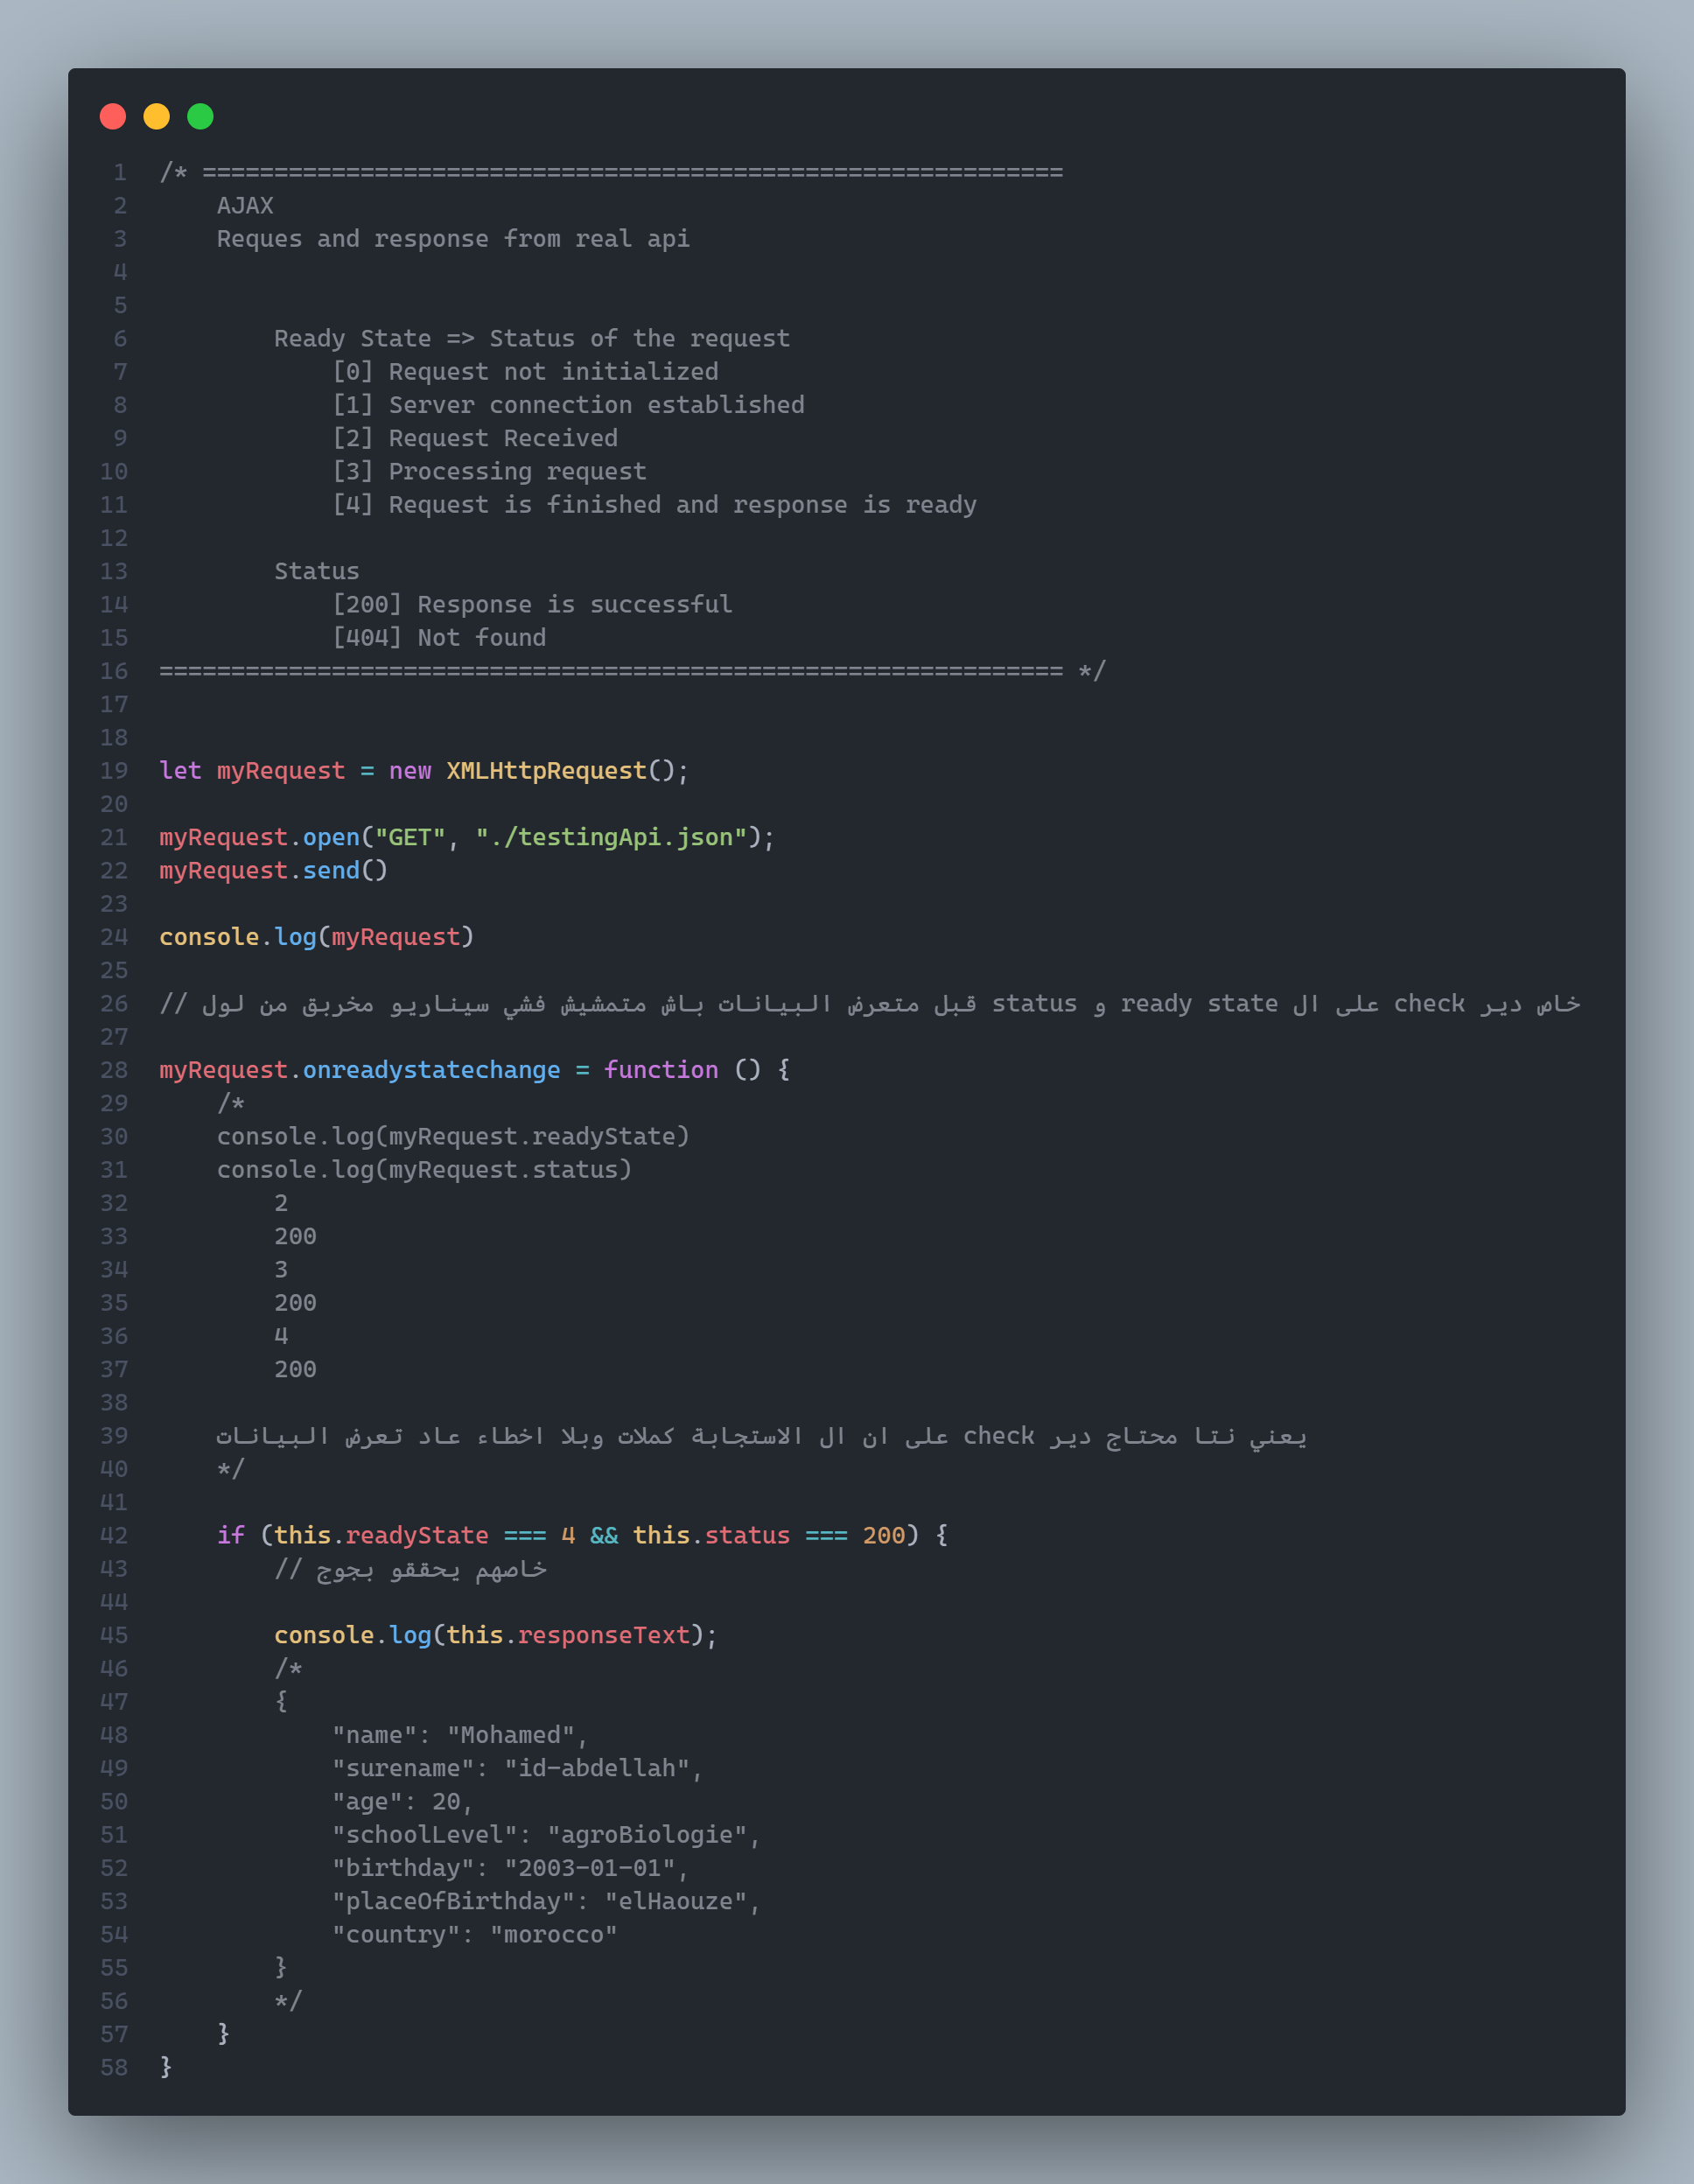 1 /* ============================================================
2     AJAX
3     Reques and response from real api
4
5
6         Ready State => Status of the request
7             [0] Request not initialized
8             [1] Server connection established
9             [2] Request Received
10             [3] Processing request
11             [4] Request is finished and response is ready
12
13         Status
14             [200] Response is successful
15             [404] Not found
16 =============================================================== */
17
18
19 let myRequest = new XMLHttpRequest();
20
21 myRequest.open("GET", "./testingApi.json");
22 myRequest.send()
23
24 console.log(myRequest)
25
26 // خاص دير check على ال ready state و status قبل متعرض البيانات باش متمشيش فشي سيناريو مخربق من لول
27
28 myRequest.onreadystatechange = function () {
29     /*
30     console.log(myRequest.readyState)
31     console.log(myRequest.status)
32         2
33         200
34         3
35         200
36         4
37         200
38
39     يعني نتا محتاج دير check على ان ال الاستجابة كملات وبلا اخطاء عاد تعرض البيانات
40     */
41
42     if (this.readyState === 4 && this.status === 200) {
43         // خاصهم يحققو بجوج
44
45         console.log(this.responseText);
46         /*
47         {
48             "name": "Mohamed",
49             "surename": "id-abdellah",
50             "age": 20,
51             "schoolLevel": "agroBiologie",
52             "birthday": "2003-01-01",
53             "placeOfBirthday": "elHaouze",
54             "country": "morocco"
55         }
56         */
57     }
58 }